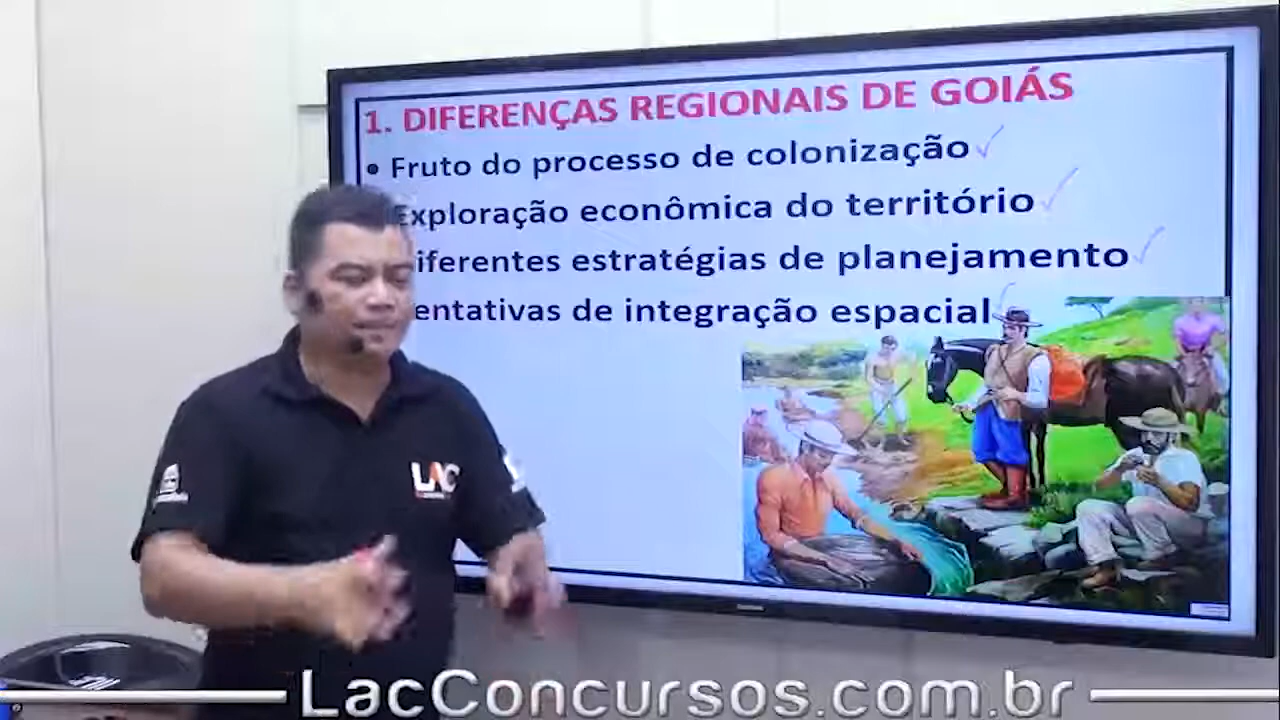 1. DIFERENÇAS REGIONAIS DE GOIÁS
• Fruto do processo de colonização
Exploração econômica do território
iferentes estratégias de planejamento
entativas de integração espacial
LAC
LacConcursos.com.br